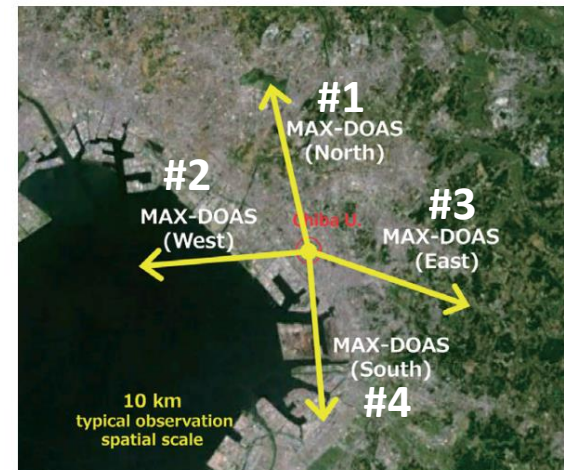 #1
MAX-DOAS
(North)
#2
MAX-DOAS
(West)
Chiba U.
#3
MAX-DOAS
(East)
MAX-DOAS
(South)
#4
10 km
typical observation
spatial scale